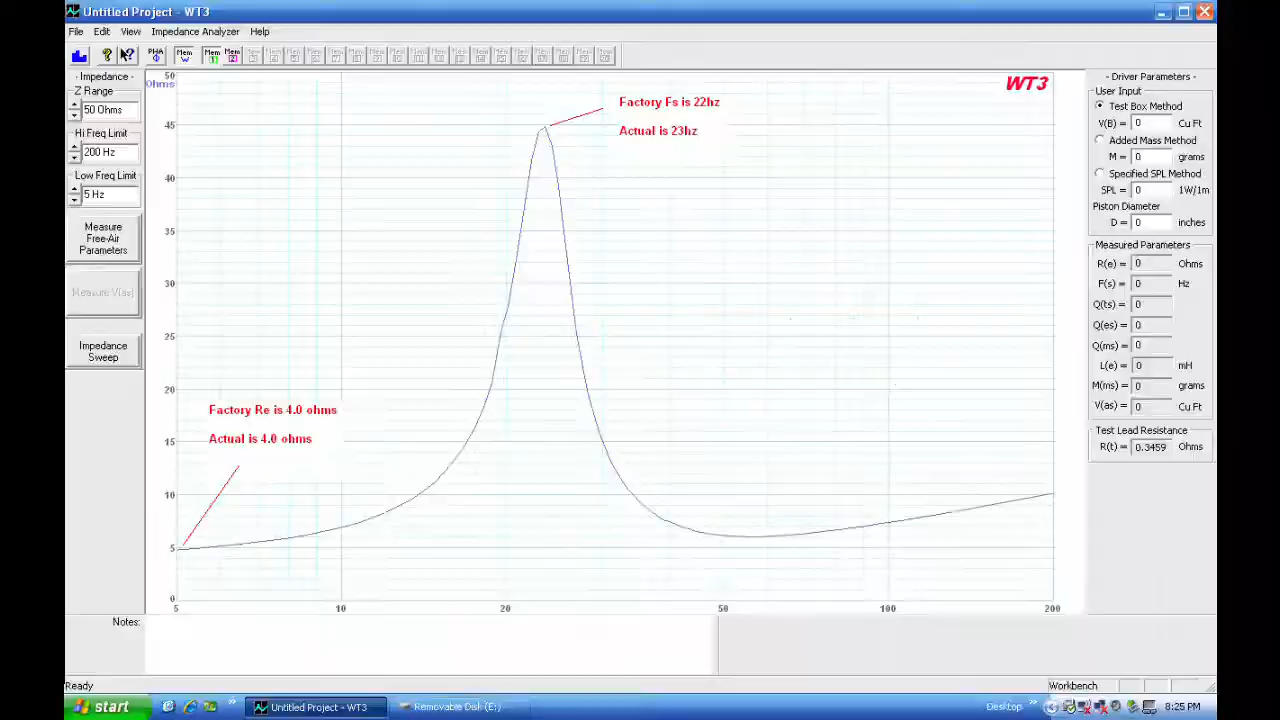 Untitled Project - WT3
File Edit View Impedance Analyzer Help
PHA
Mem W Mem 1 Mem 2
- Impedance -
Z Range
50 Ohms
Hi Freq Limit
200 Hz
Low Freq Limit
5 Hz
Measure Free-Air Parameters
Measure V(as)
Impedance Sweep
Ohms
WT3
50
45
40
35
30
25
20
15
10
5
0
5 10 20 50 100 200
Factory Fs is 22hz
Actual is 23hz
Factory Re is 4.0 ohms
Actual is 4.0 ohms
- Driver Parameters -
User Input
Test Box Method
V(B) = 0 Cu Ft
Added Mass Method
M = 0 grams
Specified SPL Method
SPL = 0 1W/1m
Piston Diameter
D = 0 inches
Measured Parameters
R(e) = 0 Ohms
F(s) = 0 Hz
Q(ts) = 0
Q(es) = 0
Q(ms) = 0
L(e) = 0 mH
M(ms) = 0 grams
V(as) = 0 Cu Ft
Test Lead Resistance
R(t) = 0.3459 Ohms
Notes:
Ready
Workbench
start
Untitled Project - WT3
Removable Disk (E:)
Desktop
8:25 PM